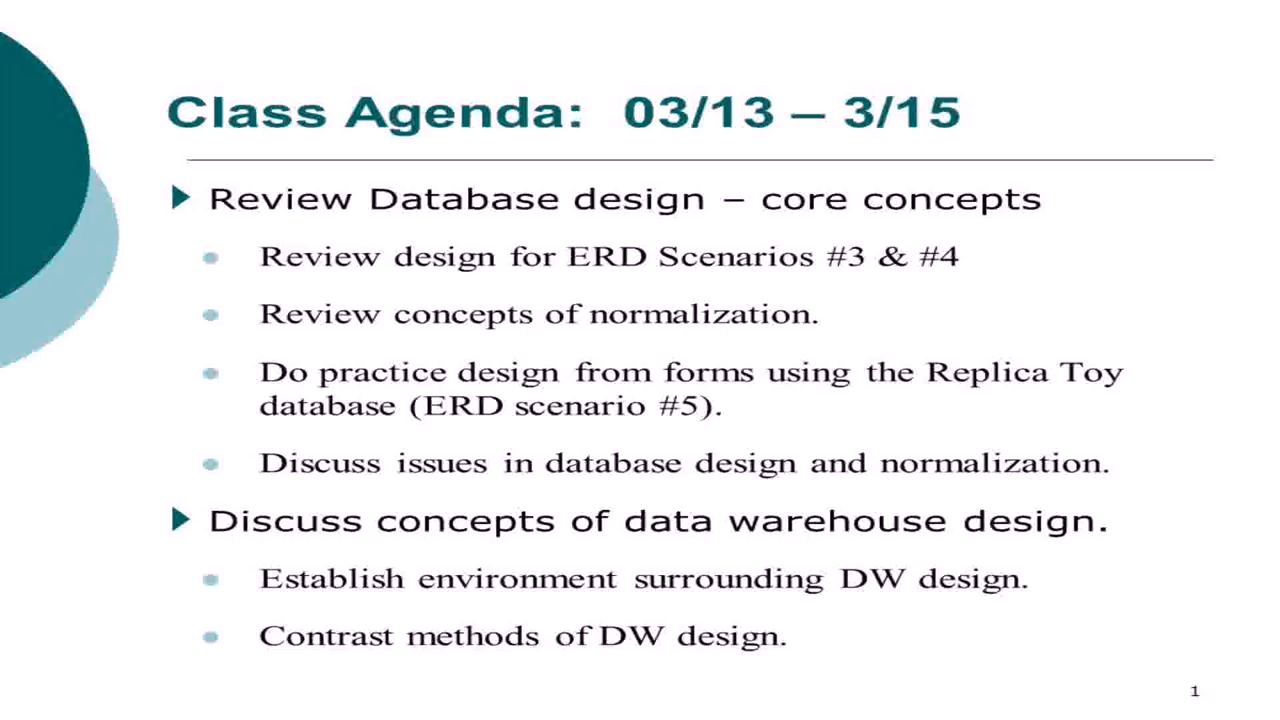 Class Agenda: 03/13 – 3/15
Review Database design – core concepts
Review design for ERD Scenarios #3 & #4
Review concepts of normalization.
Do practice design from forms using the Replica Toy
database (ERD scenario #5).
Discuss issues in database design and normalization.
Discuss concepts of data warehouse design.
Establish environment surrounding DW design.
Contrast methods of DW design.
1